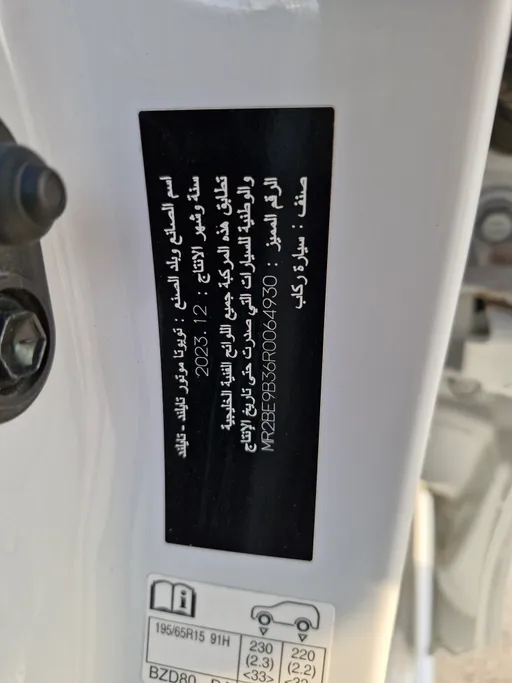 اسم الصانع وبلد الصنع : تويوتا موتور تايلند - تايلند
سنة وشهر الإنتاج : 2023.12
تطابق هذه المركبة جميع اللوائح الفنية الخليجية
والوطنية للسيارات التي صدرت حتى تاريخ الإنتاج
الرقم المميز : MR2BE9B36R0064930
صنف : سيارة ركاب
195/65R15 91H
230
(2.3)
<33>
220
(2.2)
<32>
BZD80